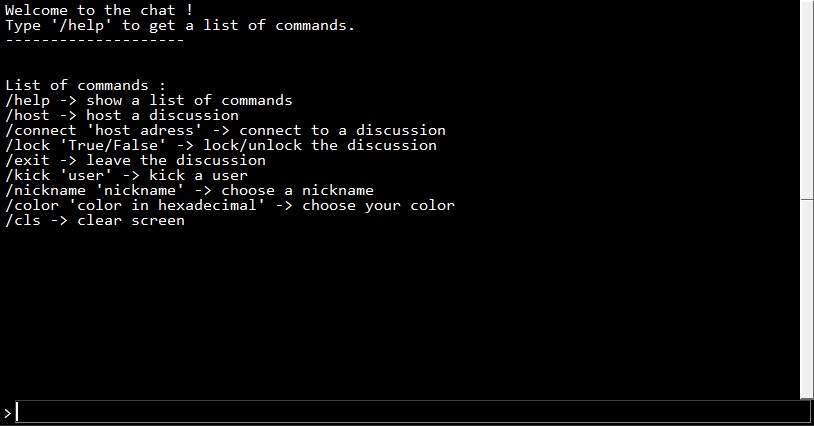 Welcome to the chat !
Type '/help' to get a list of commands.
--------------------
List of commands :
/help -> show a list of commands
/host -> host a discussion
/connect 'host adress' -> connect to a discussion
/lock 'True/False' -> lock/unlock the discussion
/exit -> leave the discussion
/kick 'user' -> kick a user
/nickname 'nickname' -> choose a nickname
/color 'color in hexadecimal' -> choose your color
/cls -> clear screen
>